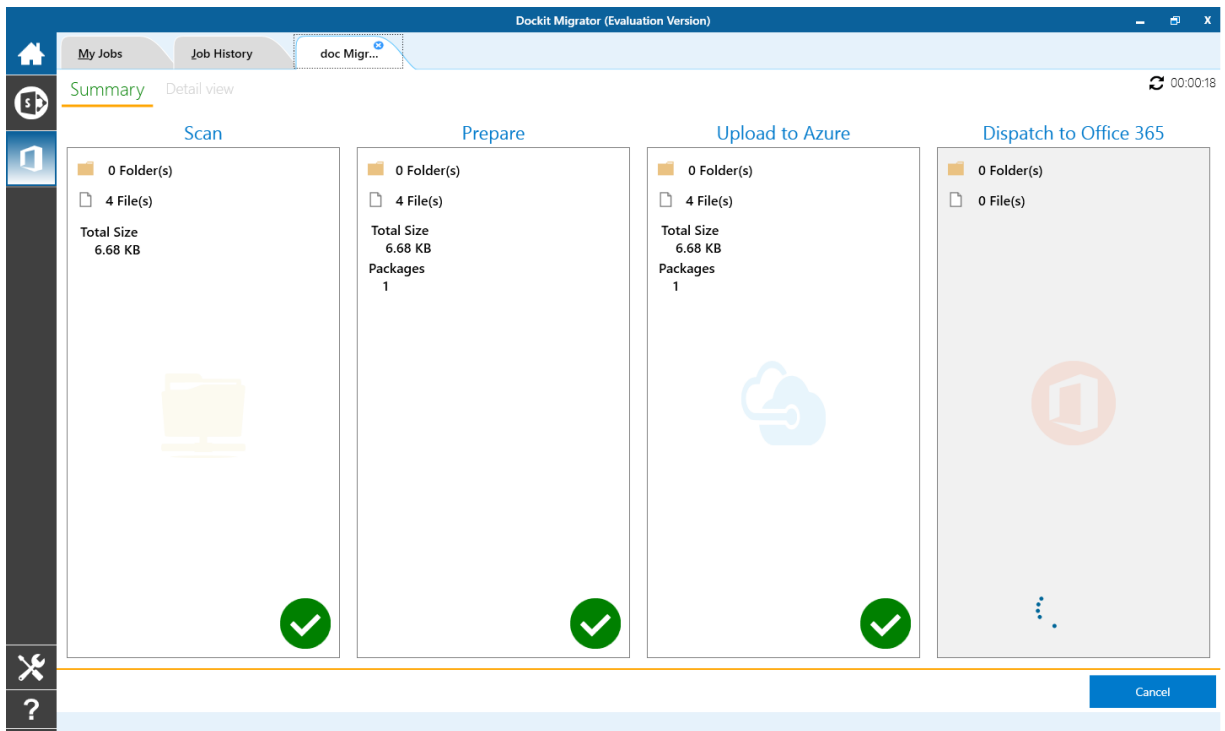 Dockit Migrator (Evaluation Version)
My Jobs
Job History
doc Migr...
Summary
Detail view
00:00:18
Scan
0 Folder(s)
4 File(s)
Total Size
6.68 KB
Prepare
0 Folder(s)
4 File(s)
Total Size
6.68 KB
Packages
1
Upload to Azure
0 Folder(s)
4 File(s)
Total Size
6.68 KB
Packages
1
Dispatch to Office 365
0 Folder(s)
0 File(s)
Cancel